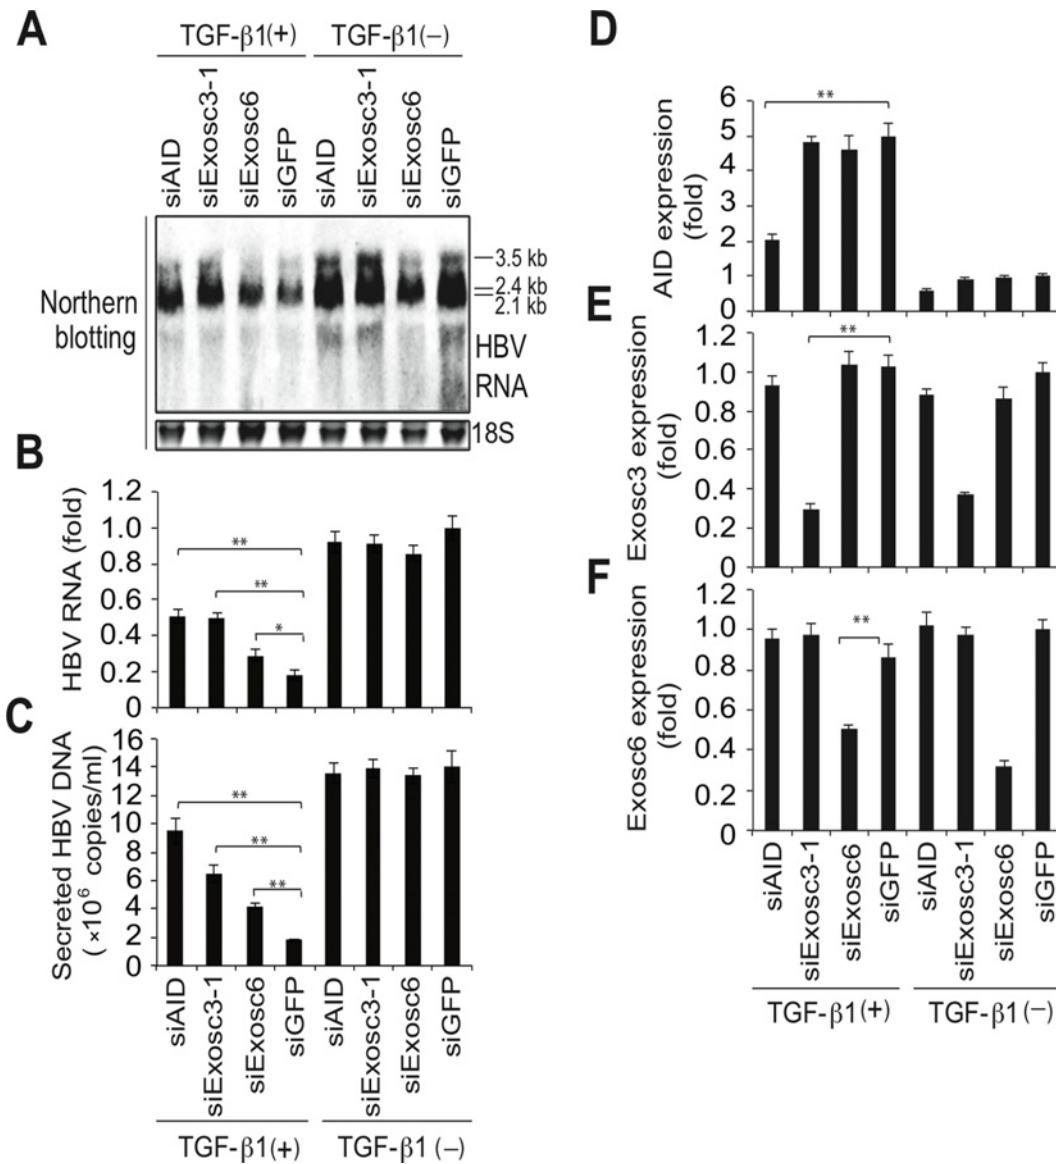 A
TGF-β1(+) TGF-β1(−)
siAID siExosc3-1 siExosc6 siGFP siAID siExosc3-1 siExosc6 siGFP
Northern blotting
3.5 kb
2.4 kb
2.1 kb
HBV
RNA
18S
B
HBV RNA (fold)
1.2
1.0
0.8
0.6
0.4
0.2
0
**
**
*
C
Secreted HBV DNA
(×10⁶ copies/ml)
16
14
12
10
8
6
4
2
0
**
**
**
siAID siExosc3-1 siExosc6 siGFP siAID siExosc3-1 siExosc6 siGFP
TGF-β1(+) TGF-β1 (−)
D
AID expression
(fold)
6
5
4
3
2
1
0
**
E
Exosc3 expression
(fold)
1.2
1.0
0.8
0.6
0.4
0.2
0
**
F
Exosc6 expression
(fold)
1.2
1.0
0.8
0.6
0.4
0.2
0
**
siAID siExosc3-1 siExosc6 siGFP siAID siExosc3-1 siExosc6 siGFP
TGF-β1(+) TGF-β1(−)